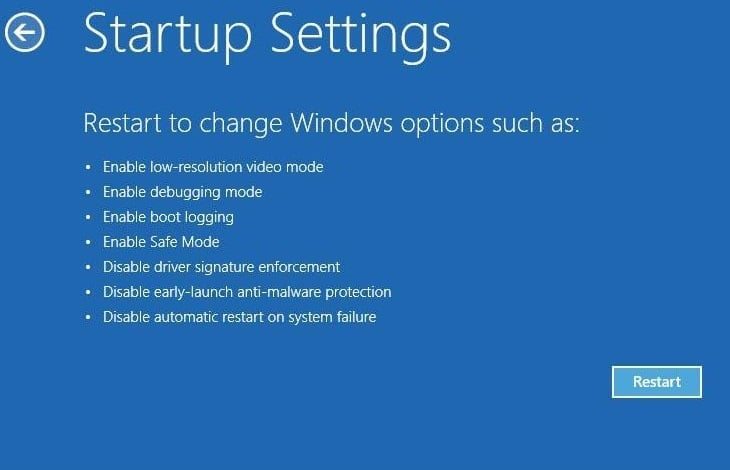 Startup Settings
Restart to change Windows options such as:
• Enable low-resolution video mode
• Enable debugging mode
• Enable boot logging
• Enable Safe Mode
• Disable driver signature enforcement
• Disable early-launch anti-malware protection
• Disable automatic restart on system failure
Restart